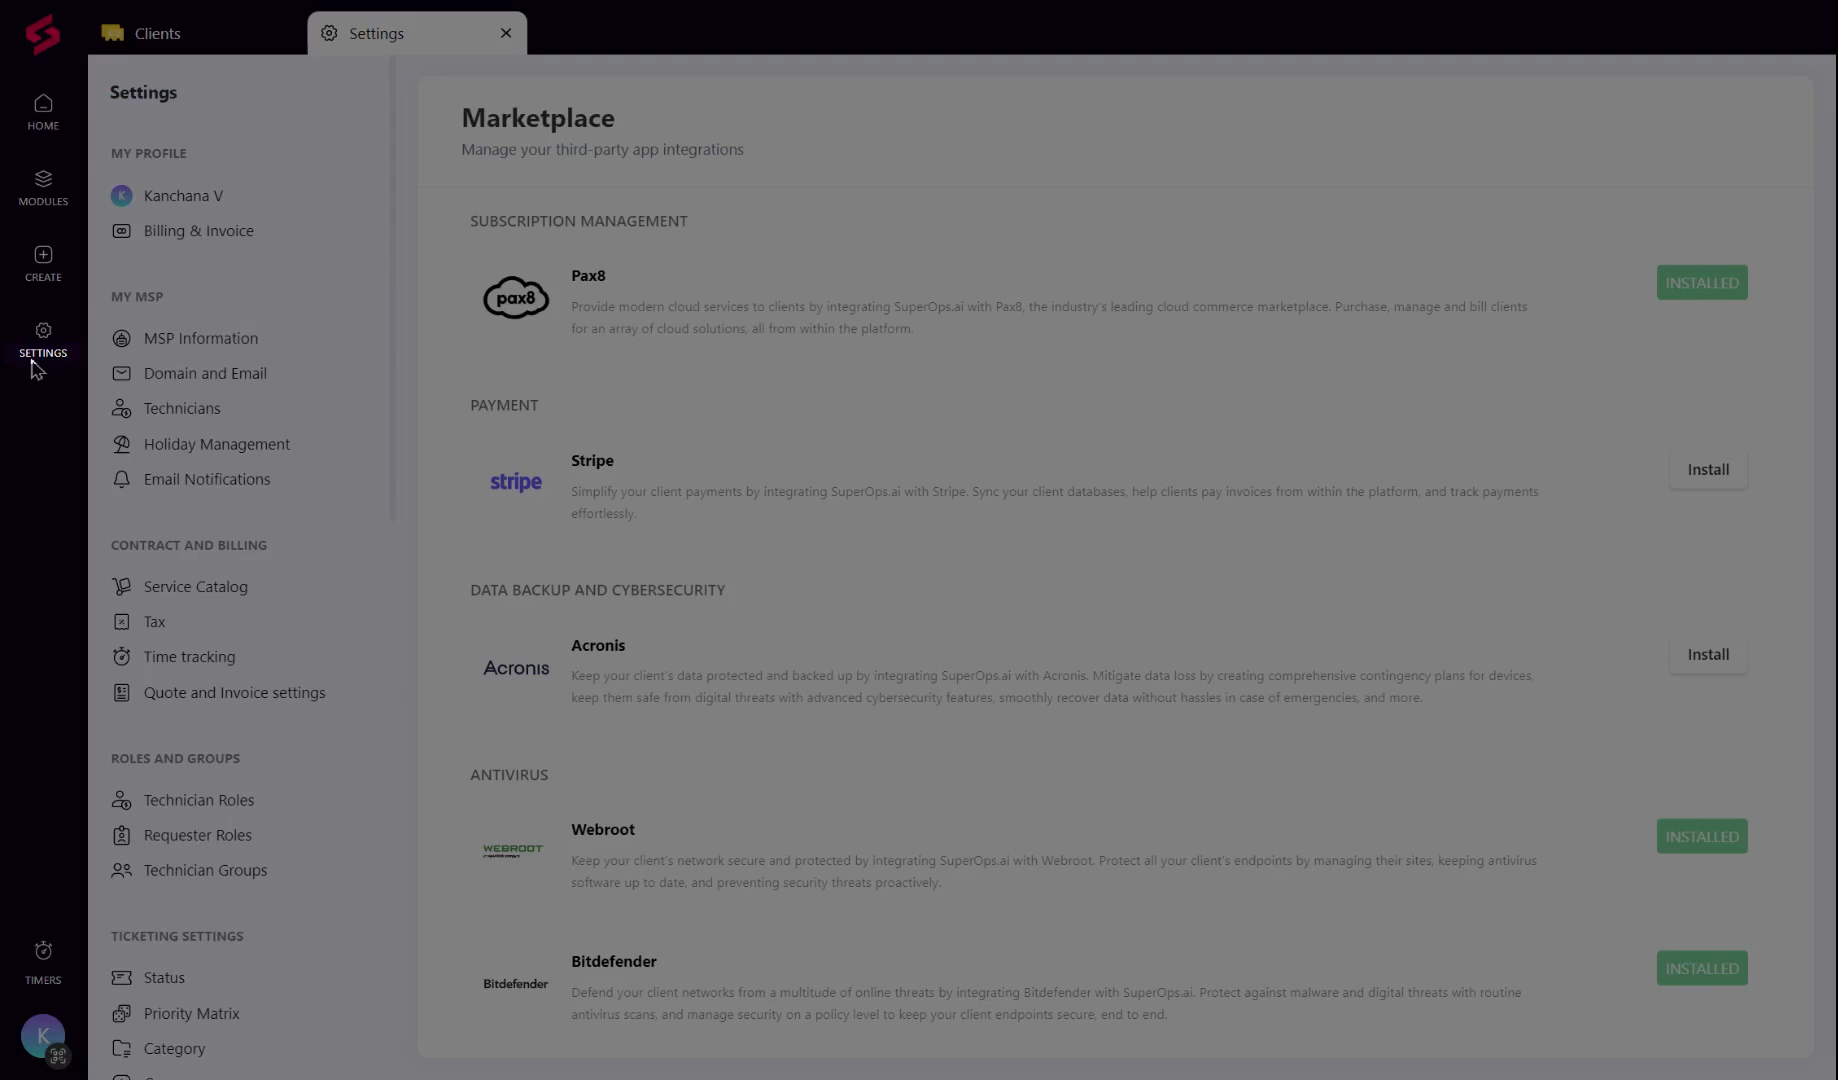 Clients
Settings
HOME
MODULES
CREATE
SETTINGS
TIMERS
K
Settings
MY PROFILE
K Kanchana V
Billing & Invoice
MY MSP
MSP Information
Domain and Email
Technicians
Holiday Management
Email Notifications
CONTRACT AND BILLING
Service Catalog
Tax
Time tracking
Quote and Invoice settings
ROLES AND GROUPS
Technician Roles
Requester Roles
Technician Groups
TICKETING SETTINGS
Status
Priority Matrix
Category
Marketplace
Manage your third-party app integrations
SUBSCRIPTION MANAGEMENT
pax8
Pax8
Provide modern cloud services to clients by integrating SuperOps.ai with Pax8, the industry's leading cloud commerce marketplace. Purchase, manage and bill clients
for an array of cloud solutions, all from within the platform.
INSTALLED
PAYMENT
stripe
Stripe
Simplify your client payments by integrating SuperOps.ai with Stripe. Sync your client databases, help clients pay invoices from within the platform, and track payments
effortlessly.
Install
DATA BACKUP AND CYBERSECURITY
Acronis
Acronis
Keep your client's data protected and backed up by integrating SuperOps.ai with Acronis. Mitigate data loss by creating comprehensive contingency plans for devices,
keep them safe from digital threats with advanced cybersecurity features, smoothly recover data without hassles in case of emergencies, and more.
Install
ANTIVIRUS
WEBROOT
Webroot
Keep your client's network secure and protected by integrating SuperOps.ai with Webroot. Protect all your client's endpoints by managing their sites, keeping antivirus
software up to date, and preventing security threats proactively.
INSTALLED
Bitdefender
Bitdefender
Defend your client networks from a multitude of online threats by integrating Bitdefender with SuperOps.ai. Protect against malware and digital threats with routine
antivirus scans, and manage security on a policy level to keep your client endpoints secure, end to end.
INSTALLED